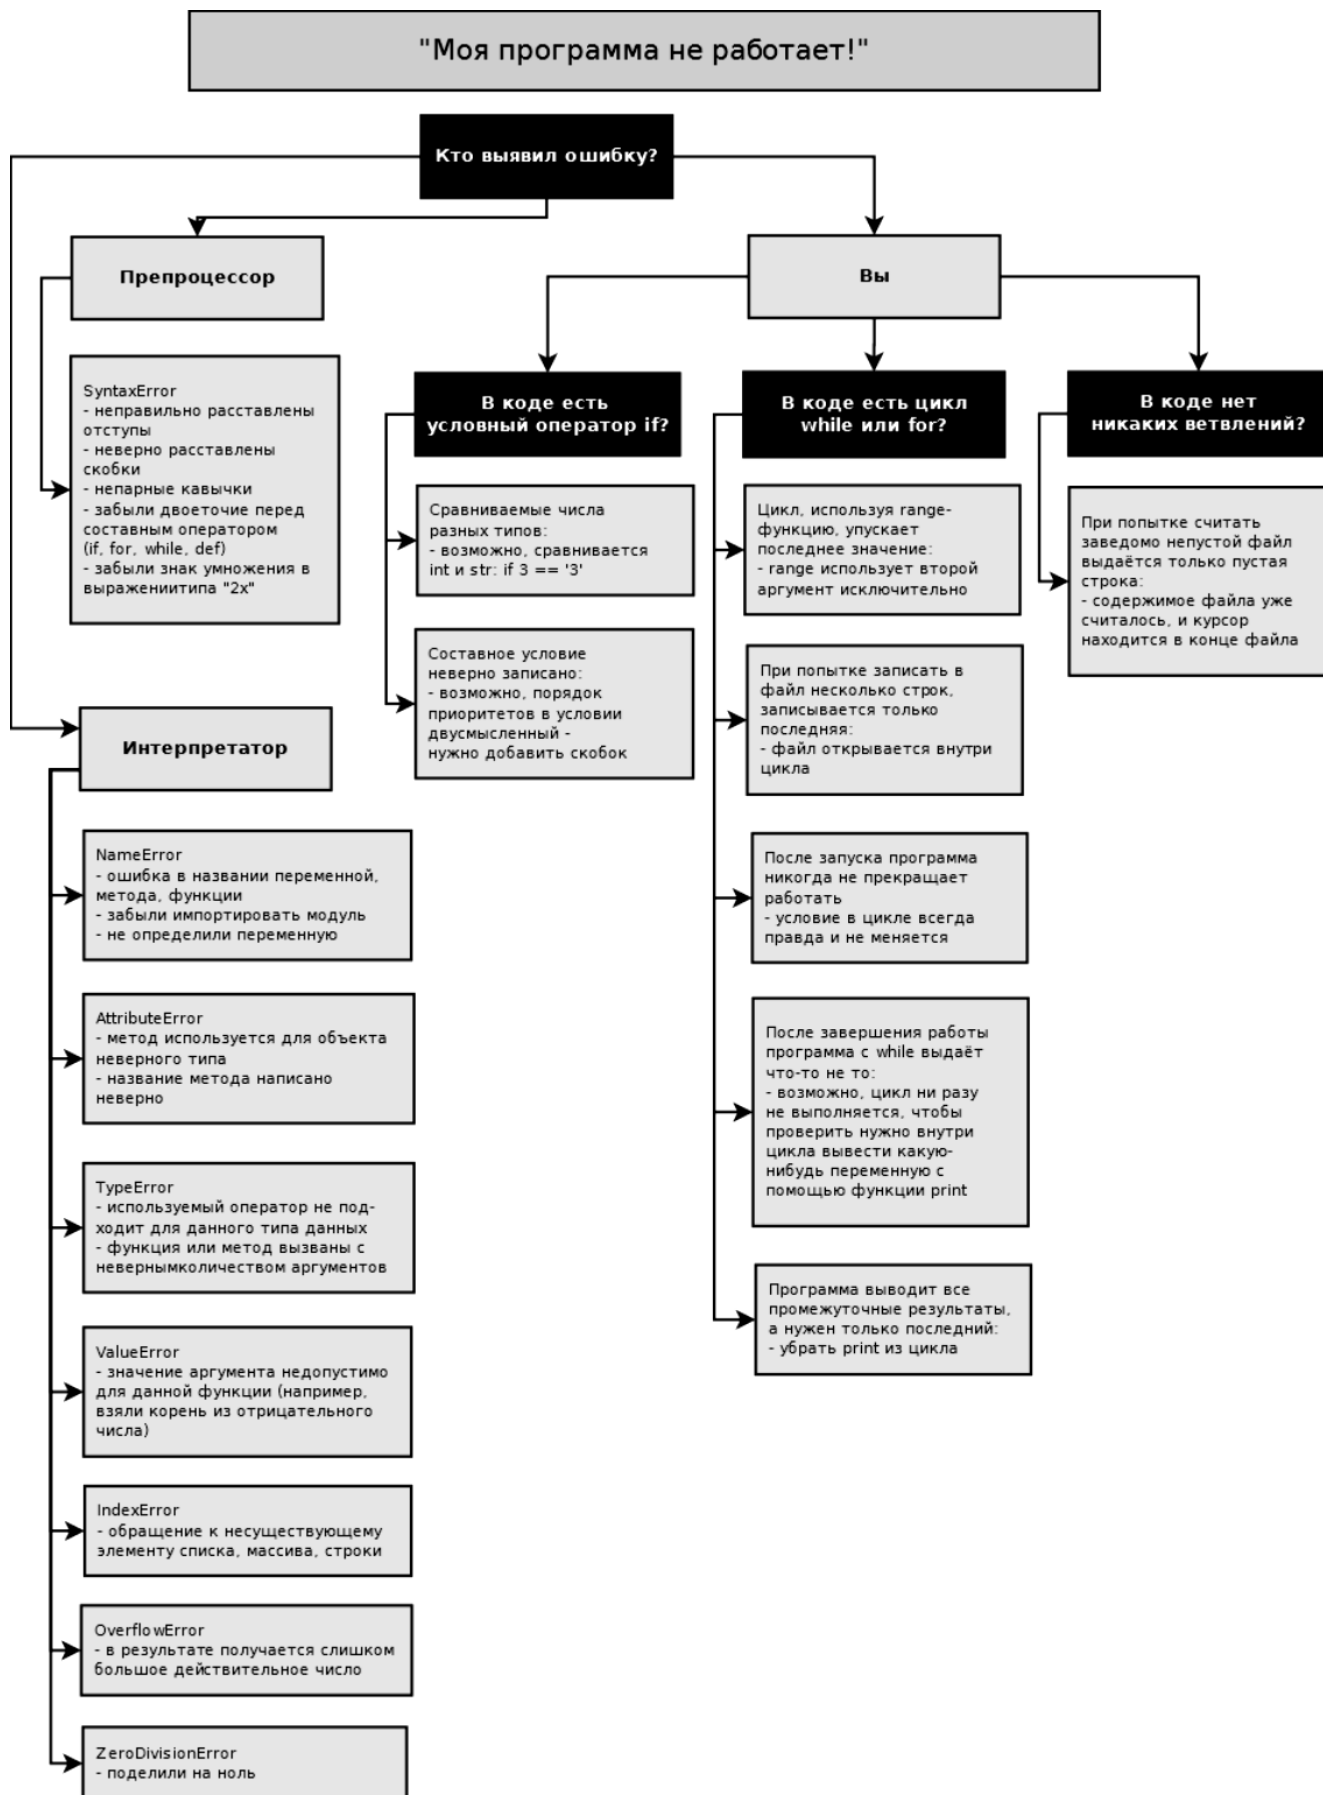 "Моя программа не работает!"
Кто выявил ошибку?
Препроцессор
SyntaxError
- неправильно расставлены
отступы
- неверно расставлены
скобки
- непарные кавычки
- забыли двоеточие перед
составным оператором
(if, for, while, def)
- забыли знак умножения в
выражениитипа "2x"
Интерпретатор
NameError
- ошибка в названии переменной,
метода, функции
- забыли импортировать модуль
- не определили переменную
AttributeError
- метод используется для объекта
неверного типа
- название метода написано
неверно
TypeError
- используемый оператор не под-
ходит для данного типа данных
- функция или метод вызваны с
невернымколичеством аргументов
ValueError
- значение аргумента недопустимо
для данной функции (например,
взяли корень из отрицательного
числа)
IndexError
- обращение к несуществующему
элементу списка, массива, строки
OverflowError
- в результате получается слишком
большое действительное число
ZeroDivisionError
- поделили на ноль
Вы
В коде есть
условный оператор if?
Сравниваемые числа
разных типов:
- возможно, сравнивается
int и str: if 3 == '3'
Составное условие
неверно записано:
- возможно, порядок
приоритетов в условии
двусмысленный -
нужно добавить скобок
В коде есть цикл
while или for?
Цикл, используя range-
функцию, упускает
последнее значение:
- range использует второй
аргумент исключительно
При попытке записать в
файл несколько строк,
записывается только
последняя:
- файл открывается внутри
цикла
После запуска программа
никогда не прекращает
работать
- условие в цикле всегда
правда и не меняется
После завершения работы
программа с while выдаёт
что-то не то:
- возможно, цикл ни разу
не выполняется, чтобы
проверить нужно внутри
цикла вывести какую-
нибудь переменную с
помощью функции print
Программа выводит все
промежуточные результаты,
а нужен только последний:
- убрать print из цикла
В коде нет
никаких ветвлений?
При попытке считать
заведомо непустой файл
выдаётся только пустая
строка:
- содержимое файла уже
считалось, и курсор
находится в конце файла